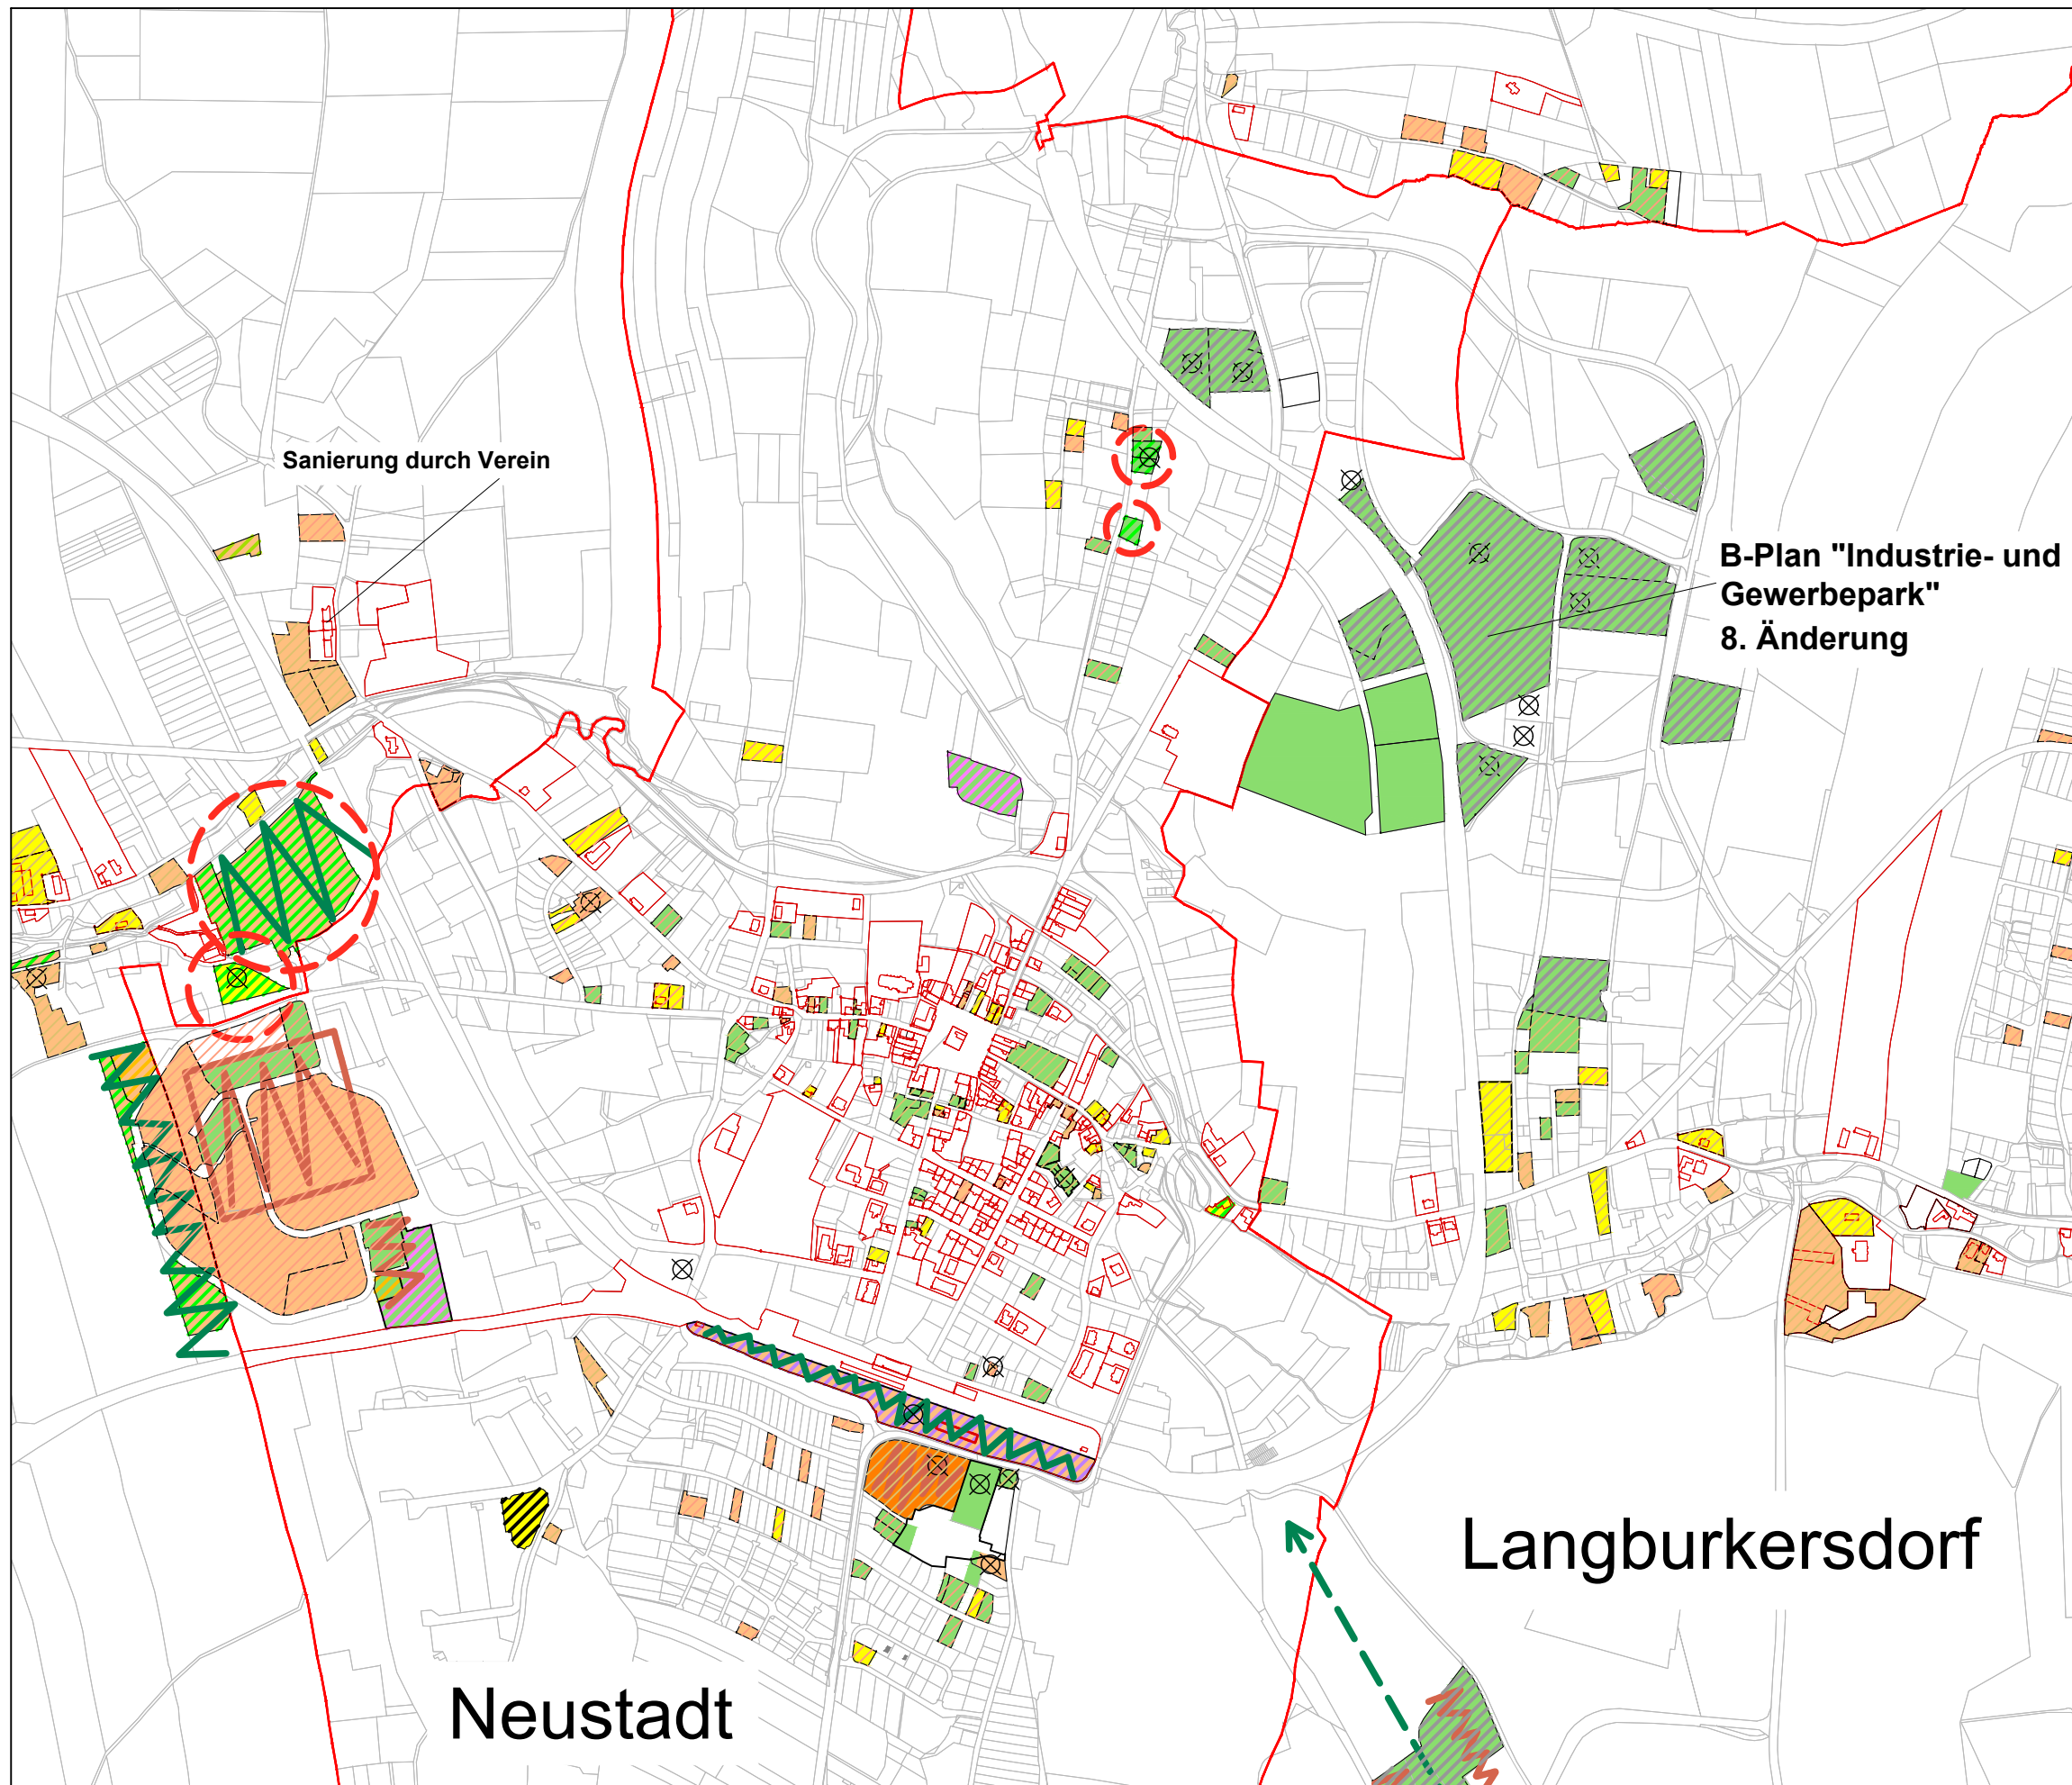 Sanierung durch Verein
B-Plan "Industrie- und
Gewerbepark"
8. Änderung
Langburkersdorf
Neustadt